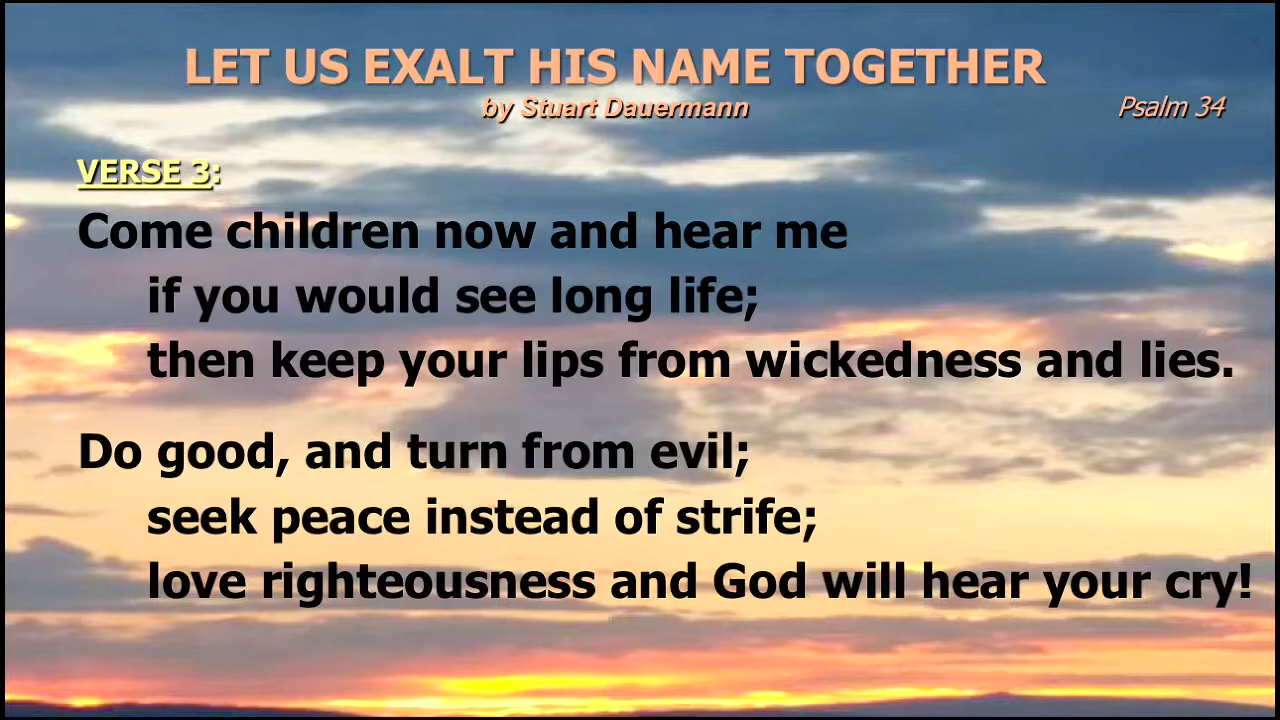 LET US EXALT HIS NAME TOGETHER
by Stuart Dauermann
Psalm 34
VERSE 3:
Come children now and hear me
if you would see long life;
then keep your lips from wickedness and lies.
Do good, and turn from evil;
seek peace instead of strife;
love righteousness and God will hear your cry!